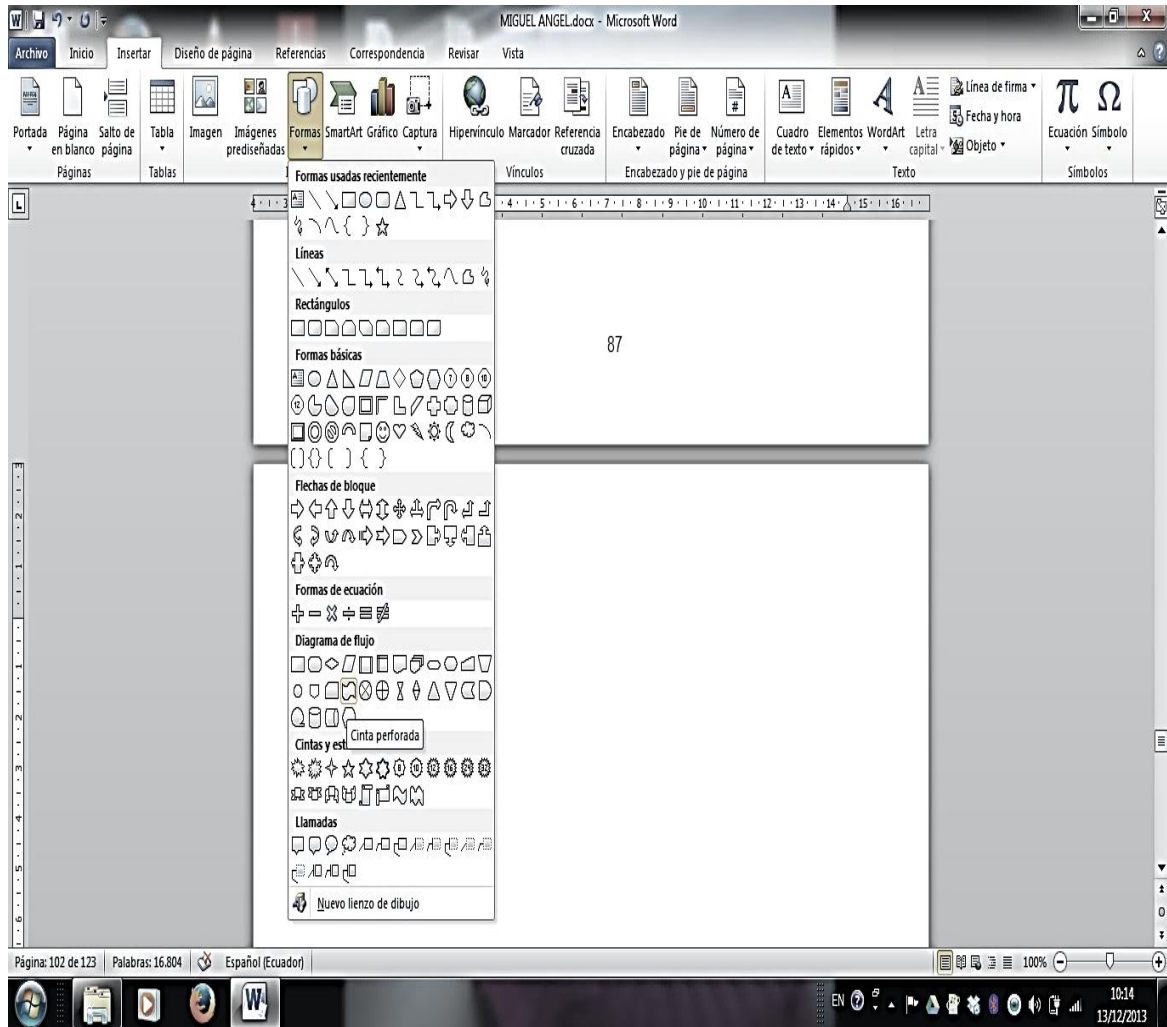 MIGUEL ANGEL.docx - Microsoft Word
Archivo Inicio Insertar Diseño de página Referencias Correspondencia Revisar Vista
Portada Página en blanco Salto de página Tabla Imagen Imágenes prediseñadas Formas SmartArt Gráfico Captura Hipervínculo Marcador Referencia cruzada Encabezado Pie de página Número de página Cuadro de texto Elementos rápidos WordArt Letra capital
Línea de firma
Fecha y hora
Objeto
Ecuación Símbolo
Páginas Tablas Vínculos Encabezado y pie de página Texto Símbolos
Formas usadas recientemente
Líneas
Rectángulos
Formas básicas
Flechas de bloque
Formas de ecuación
Diagrama de flujo
Cinta perforada
Cintas y est
Llamadas
Nuevo lienzo de dibujo
87
Página: 102 de 123 Palabras: 16.804 Español (Ecuador) 100%
EN 10:14
13/12/2013